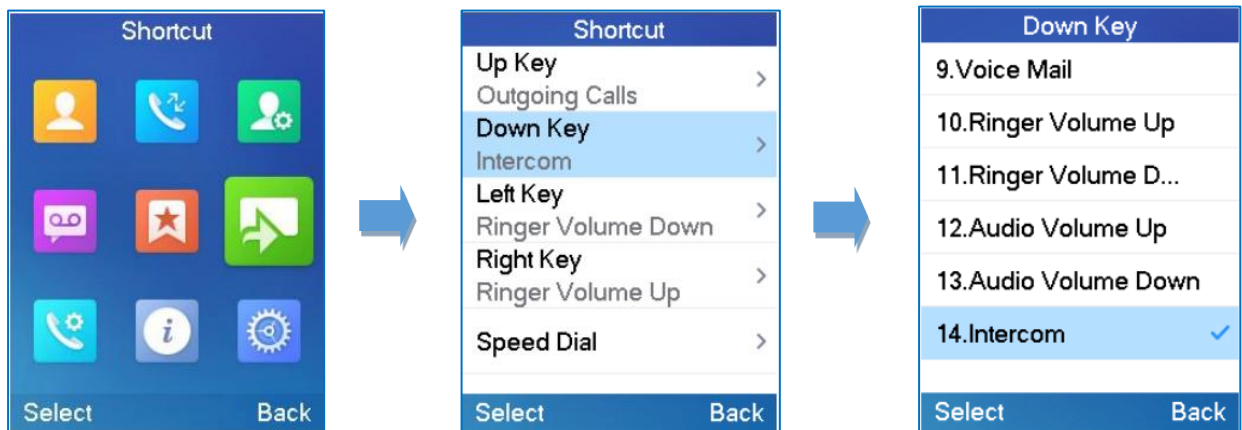 Shortcut
Select Back
Shortcut
Up Key
Outgoing Calls
Down Key
Intercom
Left Key
Ringer Volume Down
Right Key
Ringer Volume Up
Speed Dial
Select Back
Down Key
9.Voice Mail
10.Ringer Volume Up
11.Ringer Volume D...
12.Audio Volume Up
13.Audio Volume Down
14.Intercom
Select Back